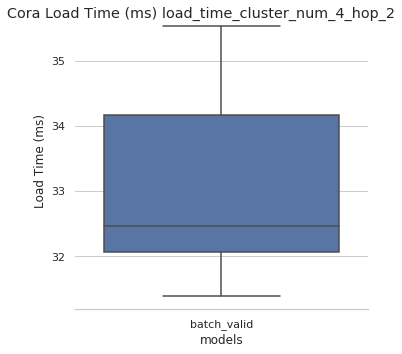 Cora Load Time (ms) load_time_cluster_num_4_hop_2
35
34
33
32
Load Time (ms)
batch_valid
models